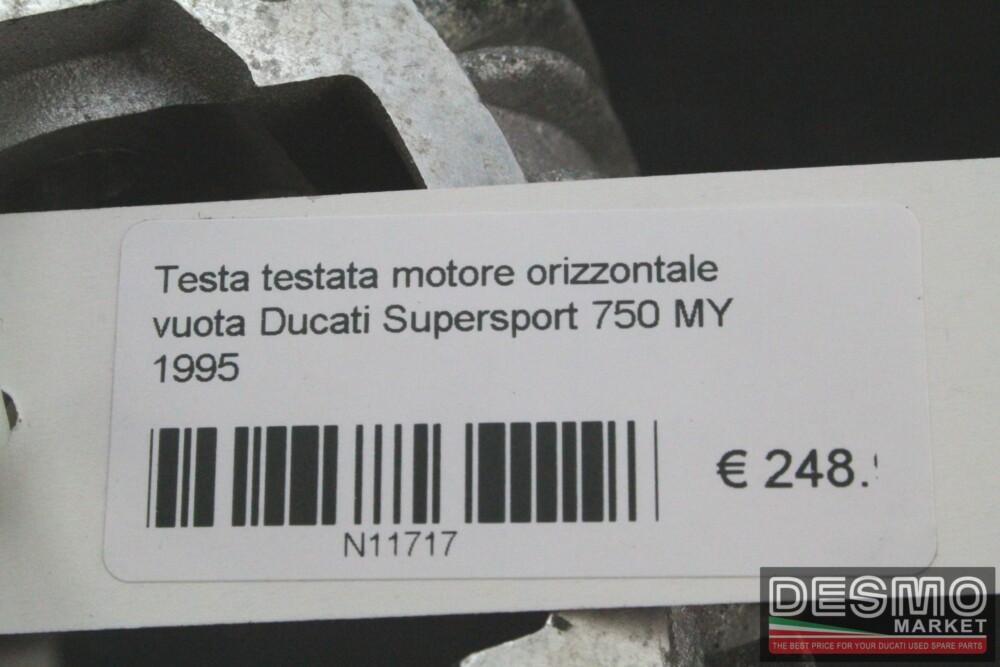 Testa testata motore orizzontale
vuota Ducati Supersport 750 MY
1995
€ 248.
N11717
DESMO
MARKET
THE BEST PRICE FOR YOUR DUCATI USED SPARE PARTS